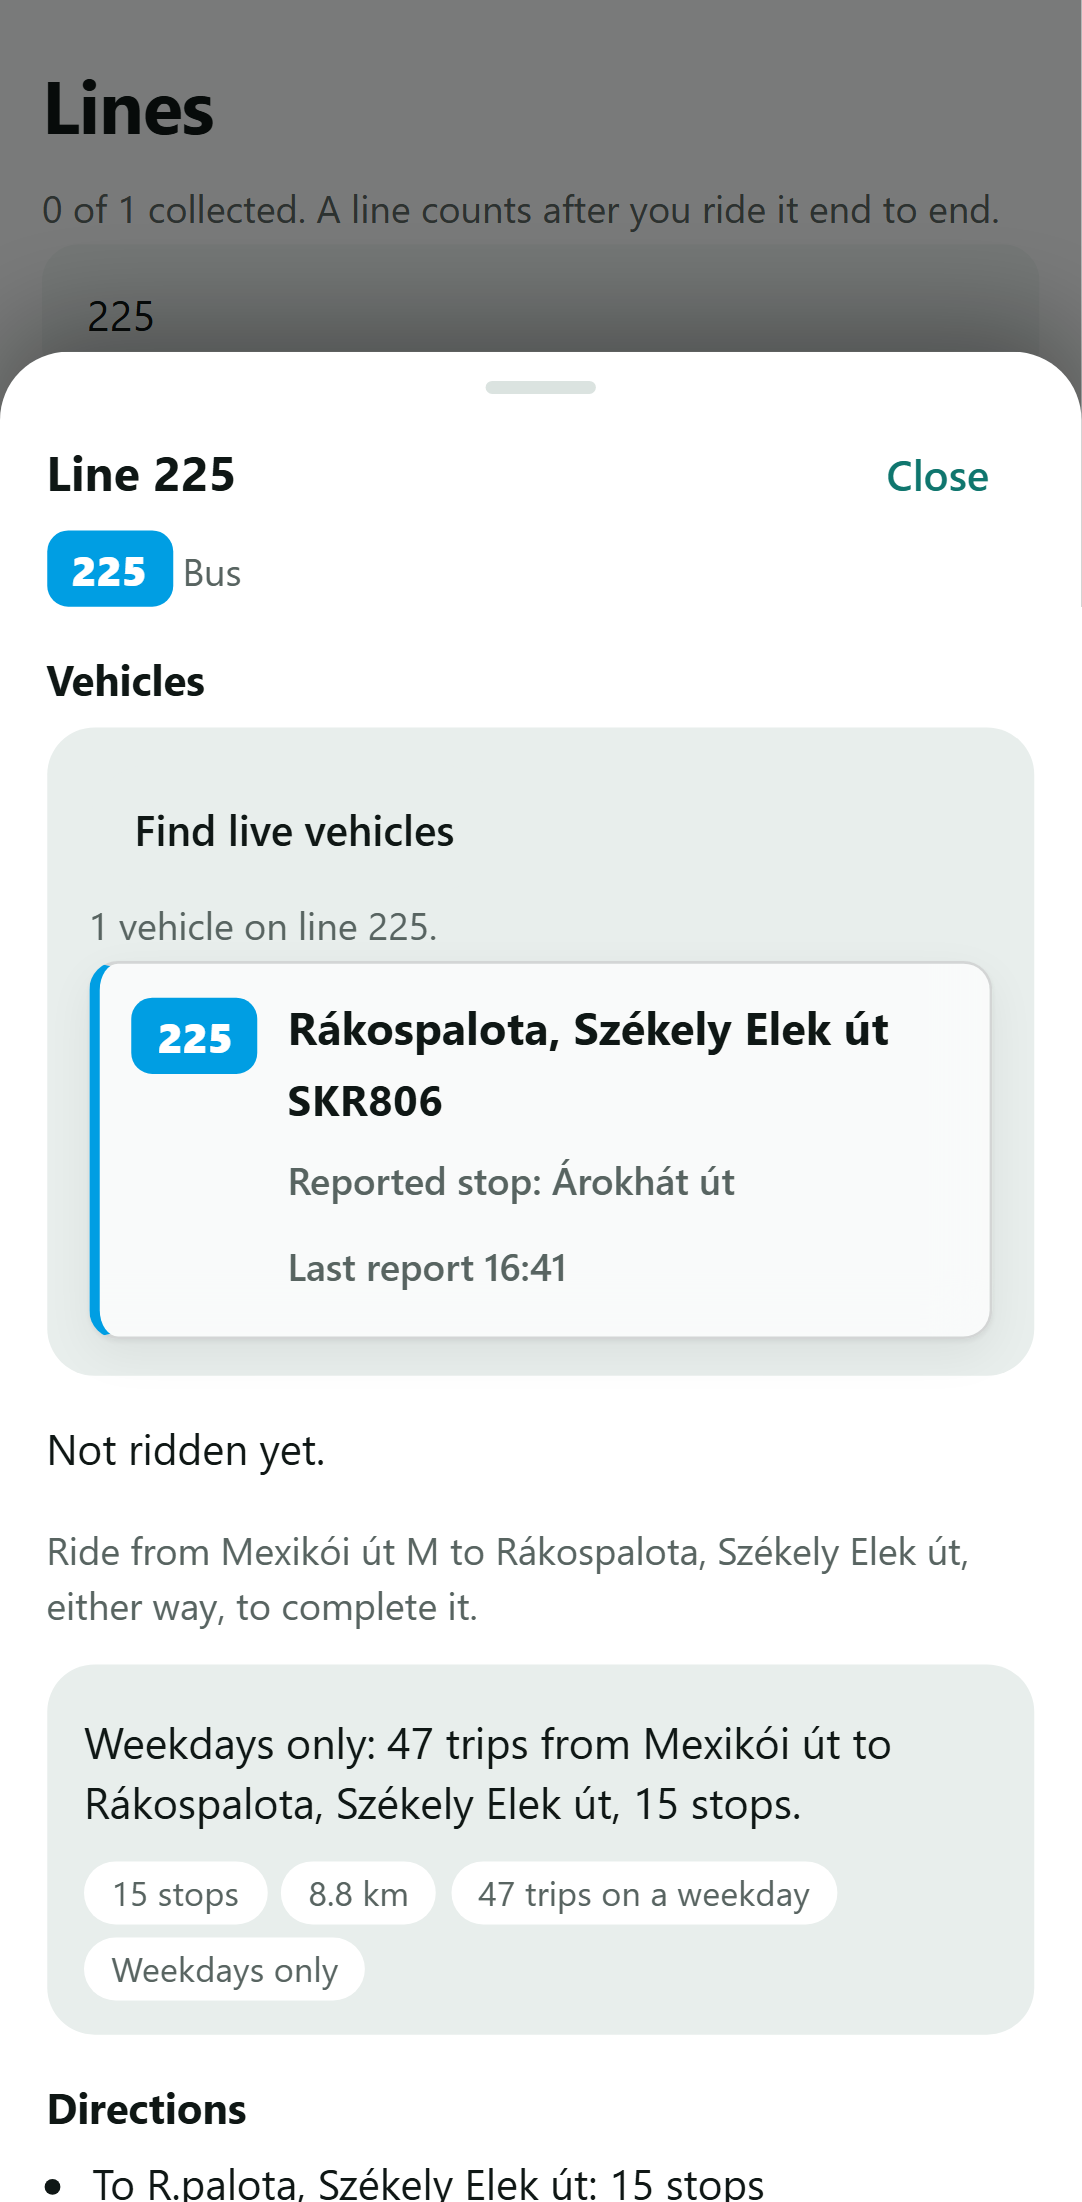 Lines
0 of 1 collected. A line counts after you ride it end to end.
225
Line 225
Close
225 Bus
Vehicles
Find live vehicles
1 vehicle on line 225.
225
Rákospalota, Székely Elek út
SKR806
Reported stop: Árokhát út
Last report 16:41
Not ridden yet.
Ride from Mexikói út M to Rákospalota, Székely Elek út,
either way, to complete it.
Weekdays only: 47 trips from Mexikói út to
Rákospalota, Székely Elek út, 15 stops.
15 stops
8.8 km
47 trips on a weekday
Weekdays only
Directions
• To R.palota, Székely Elek út: 15 stops